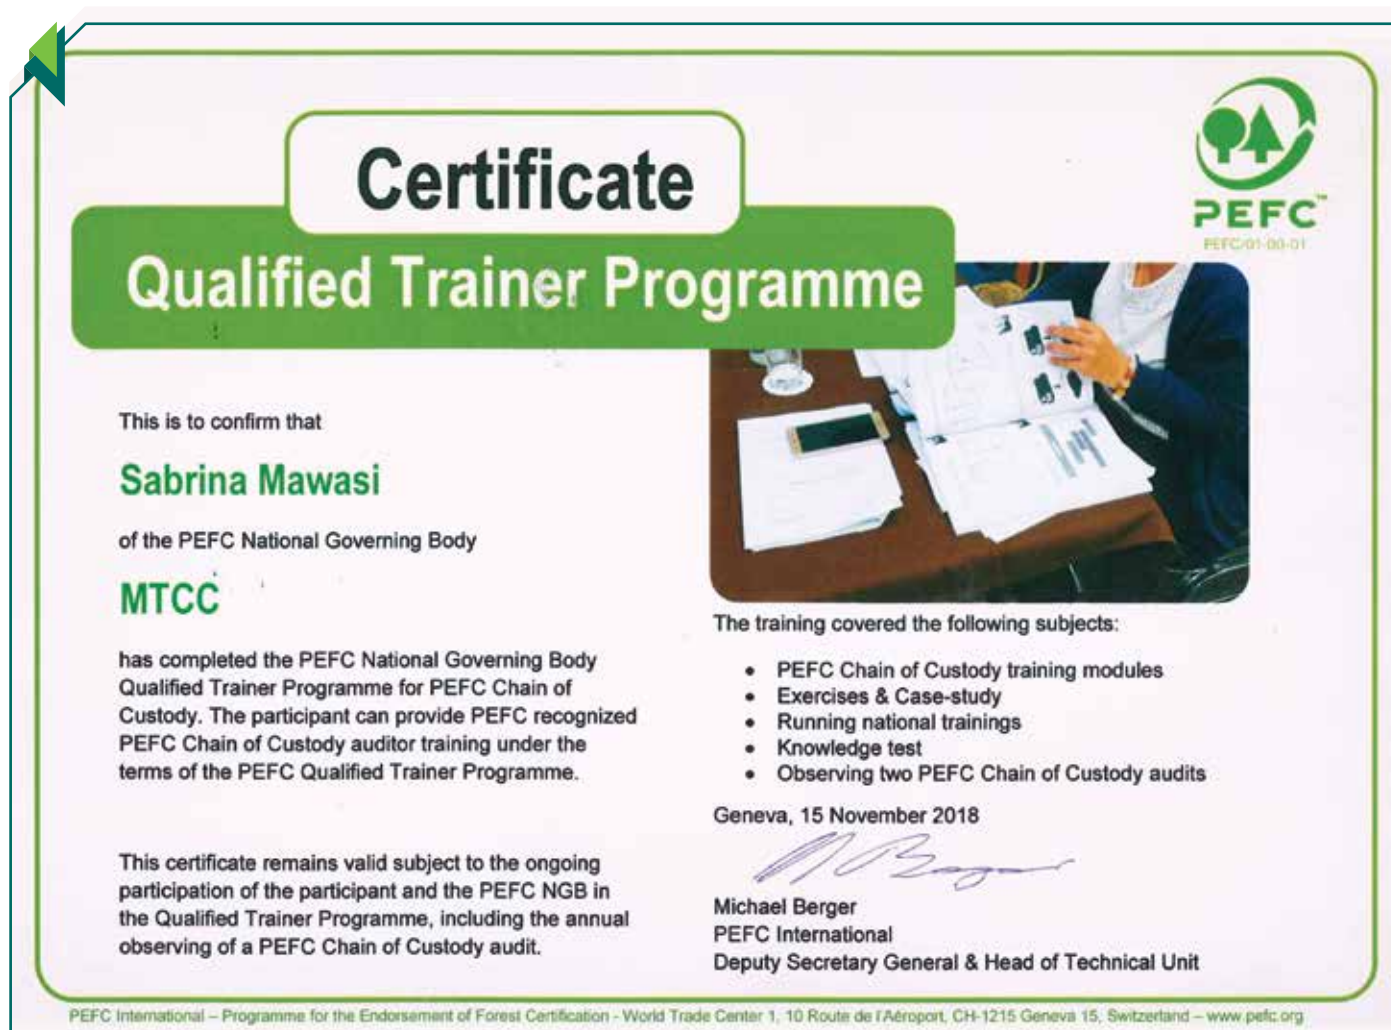 Certificate
Qualified Trainer Programme
PEFC™
PEFC/01-00-01
This is to confirm that
Sabrina Mawasi
of the PEFC National Governing Body
MTCC
has completed the PEFC National Governing Body
Qualified Trainer Programme for PEFC Chain of
Custody. The participant can provide PEFC recognized
PEFC Chain of Custody auditor training under the
terms of the PEFC Qualified Trainer Programme.
This certificate remains valid subject to the ongoing
participation of the participant and the PEFC NGB in
the Qualified Trainer Programme, including the annual
observing of a PEFC Chain of Custody audit.
The training covered the following subjects:
• PEFC Chain of Custody training modules
• Exercises & Case-study
• Running national trainings
• Knowledge test
• Observing two PEFC Chain of Custody audits
Geneva, 15 November 2018
Michael Berger
PEFC International
Deputy Secretary General & Head of Technical Unit
PEFC International – Programme for the Endorsement of Forest Certification - World Trade Center 1, 10 Route de l'Aéroport, CH-1215 Geneva 15, Switzerland – www.pefc.org